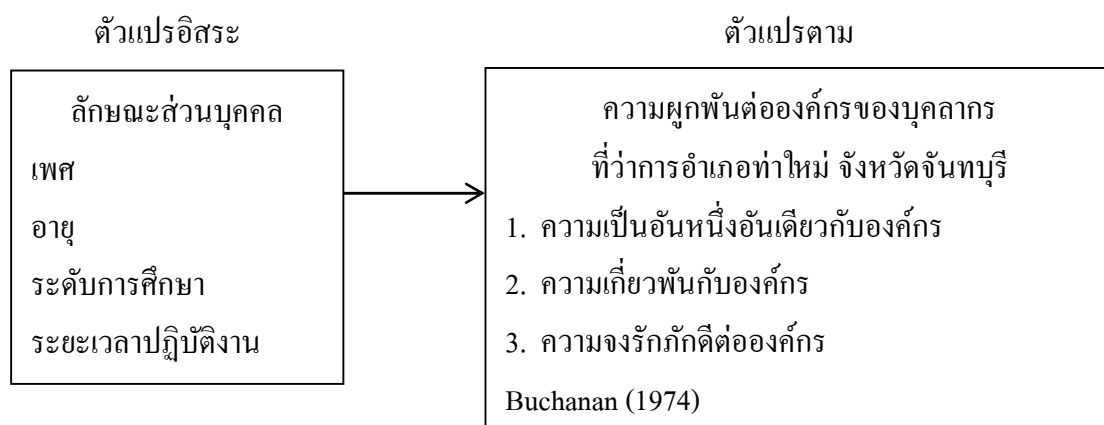 ตัวแปรอิสระ
ตัวแปรตาม
ลักษณะส่วนบุคคล
เพศ
อายุ
ระดับการศึกษา
ระยะเวลาปฏิบัติงาน
ความผูกพันต่อองค์กรของบุคลากร
ที่ว่าการอำเภอท่าใหม่ จังหวัดจันทบุรี
1. ความเป็นอันหนึ่งอันเดียวกับองค์กร
2. ความเกี่ยวพันกับองค์กร
3. ความจงรักภักดีต่อองค์กร
Buchanan (1974)